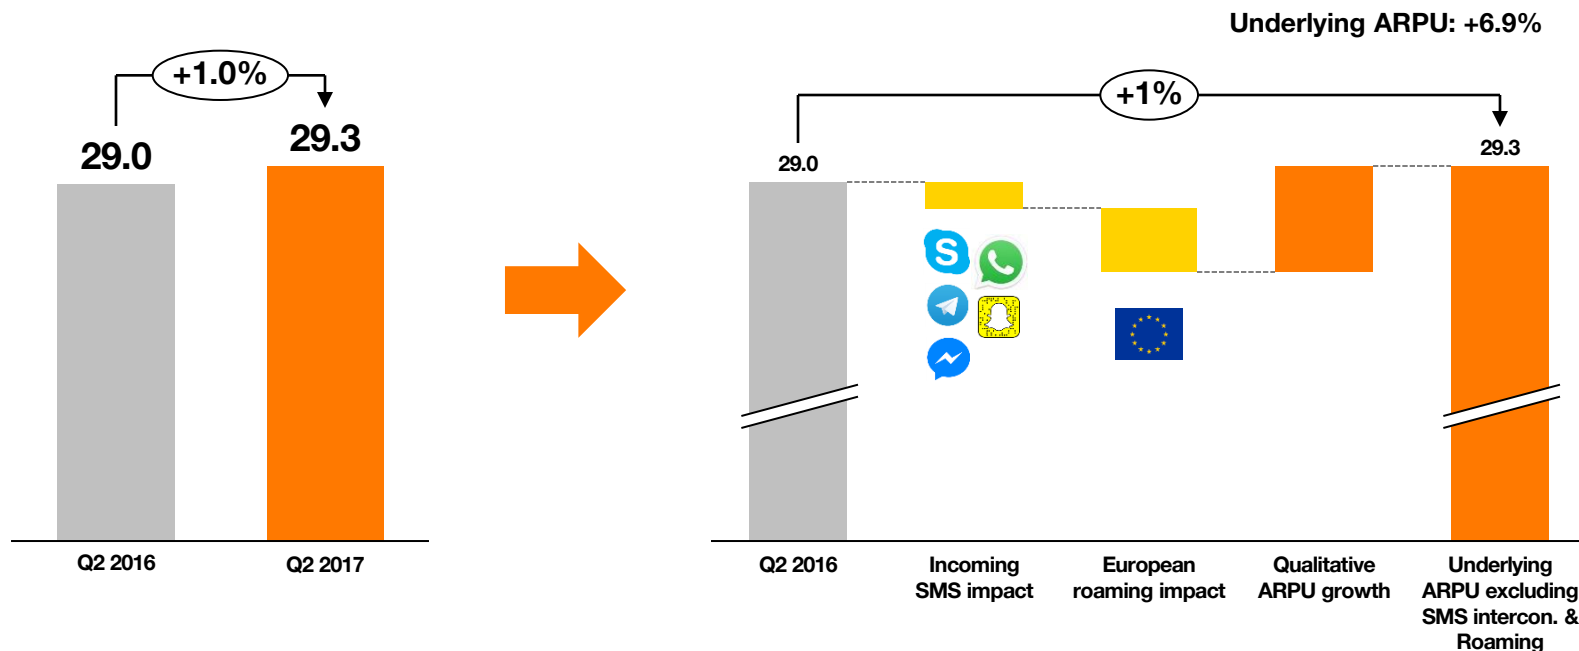 Underlying ARPU: +6.9%
+1.0%
29.0
29.3
Q2 2016
Q2 2017
+1%
29.0
29.3
S
Q2 2016
Incoming
SMS impact
European
roaming impact
Qualitative
ARPU growth
Underlying
ARPU excluding
SMS intercon. &
Roaming